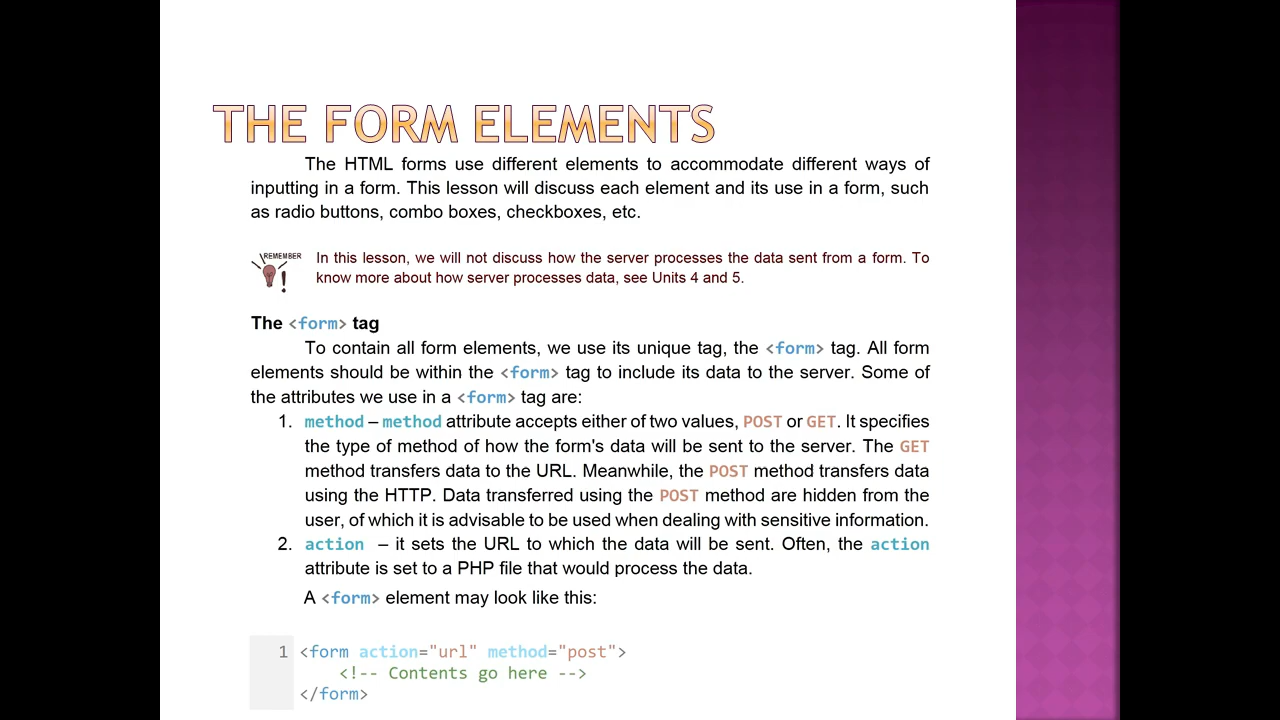 THE FORM ELEMENTS
The HTML forms use different elements to accommodate different ways of
inputting in a form. This lesson will discuss each element and its use in a form, such
as radio buttons, combo boxes, checkboxes, etc.
REMEMBER
In this lesson, we will not discuss how the server processes the data sent from a form. To
know more about how server processes data, see Units 4 and 5.
The <form> tag
To contain all form elements, we use its unique tag, the <form> tag. All form
elements should be within the <form> tag to include its data to the server. Some of
the attributes we use in a <form> tag are:
1. method – method attribute accepts either of two values, POST or GET. It specifies
the type of method of how the form's data will be sent to the server. The GET
method transfers data to the URL. Meanwhile, the POST method transfers data
using the HTTP. Data transferred using the POST method are hidden from the
user, of which it is advisable to be used when dealing with sensitive information.
2. action – it sets the URL to which the data will be sent. Often, the action
attribute is set to a PHP file that would process the data.
A <form> element may look like this:
1 <form action="url" method="post">
<!-- Contents go here -->
</form>